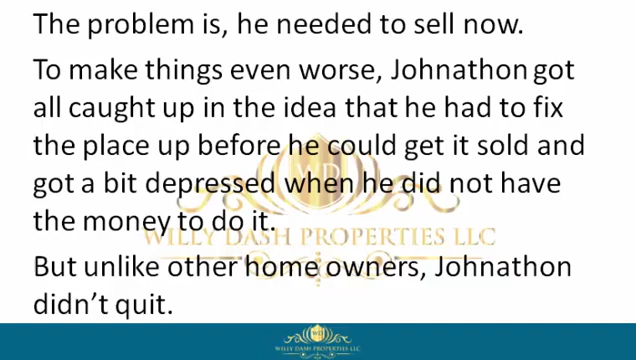 The problem is, he needed to sell now.
To make things even worse, Johnathon got
all caught up in the idea that he had to fix
the place up before he could get it sold and
got a bit depressed when he did not have
the money to do it.
WILLY DASH PROPERTIES LLC
But unlike other home owners, Johnathon
didn’t quit.
WILLY DASH PROPERTIES LLC